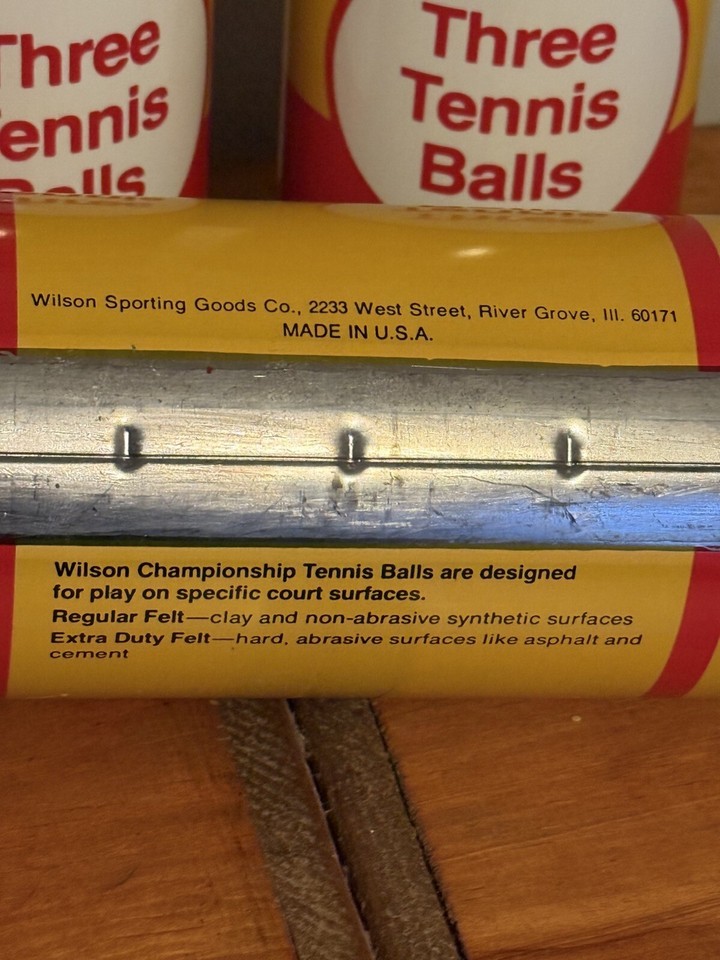 Three
Tennis
Balls
Three
Tennis
Balls
Wilson Sporting Goods Co., 2233 West Street, River Grove, Ill. 60171
MADE IN U.S.A.
Wilson Championship Tennis Balls are designed
for play on specific court surfaces.
Regular Felt—clay and non-abrasive synthetic surfaces
Extra Duty Felt—hard, abrasive surfaces like asphalt and
cement